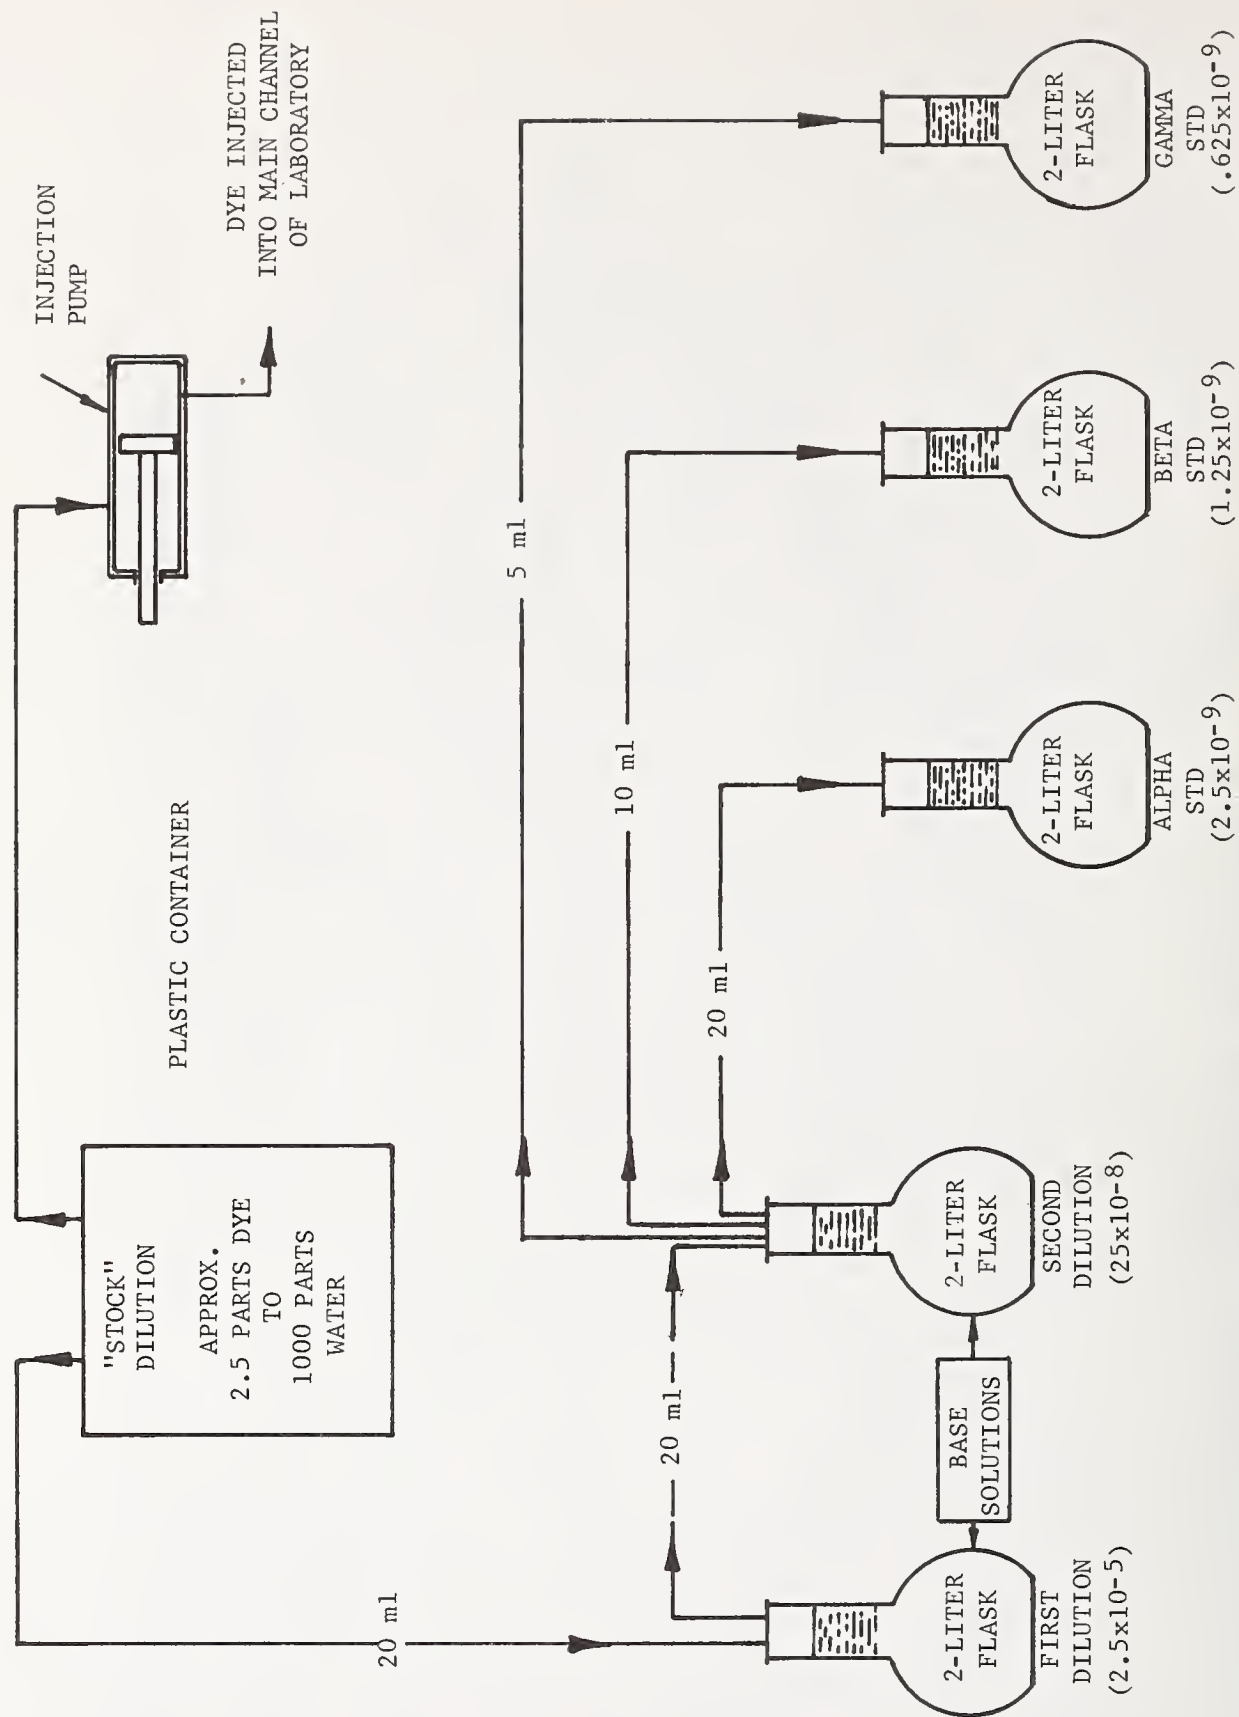 INJECTION
PUMP
DYE INJECTED
INTO MAIN CHANNEL
OF LABORATORY
PLASTIC CONTAINER
"STOCK"
DILUTION
APPROX.
2.5 PARTS DYE
TO
1000 PARTS
WATER
20 ml
20 ml
20 ml
10 ml
5 ml
2-LITER
FLASK
FIRST
DILUTION
(2.5x10-5)
BASE
SOLUTIONS
2-LITER
FLASK
SECOND
DILUTION
(25x10-8)
2-LITER
FLASK
ALPHA
STD
(2.5x10-9)
2-LITER
FLASK
BETA
STD
(1.25x10-9)
2-LITER
FLASK
GAMMA
STD
(.625x10-9)